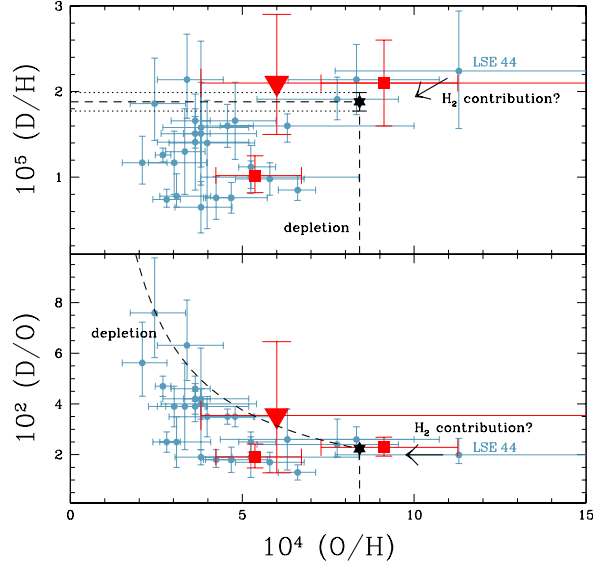 3
2
1
10⁵ (D/H)
LSE 44
H₂ contribution?
depletion
8
6
4
2
10² (D/O)
depletion
H₂ contribution?
LSE 44
0
5
10
15
10⁴ (O/H)